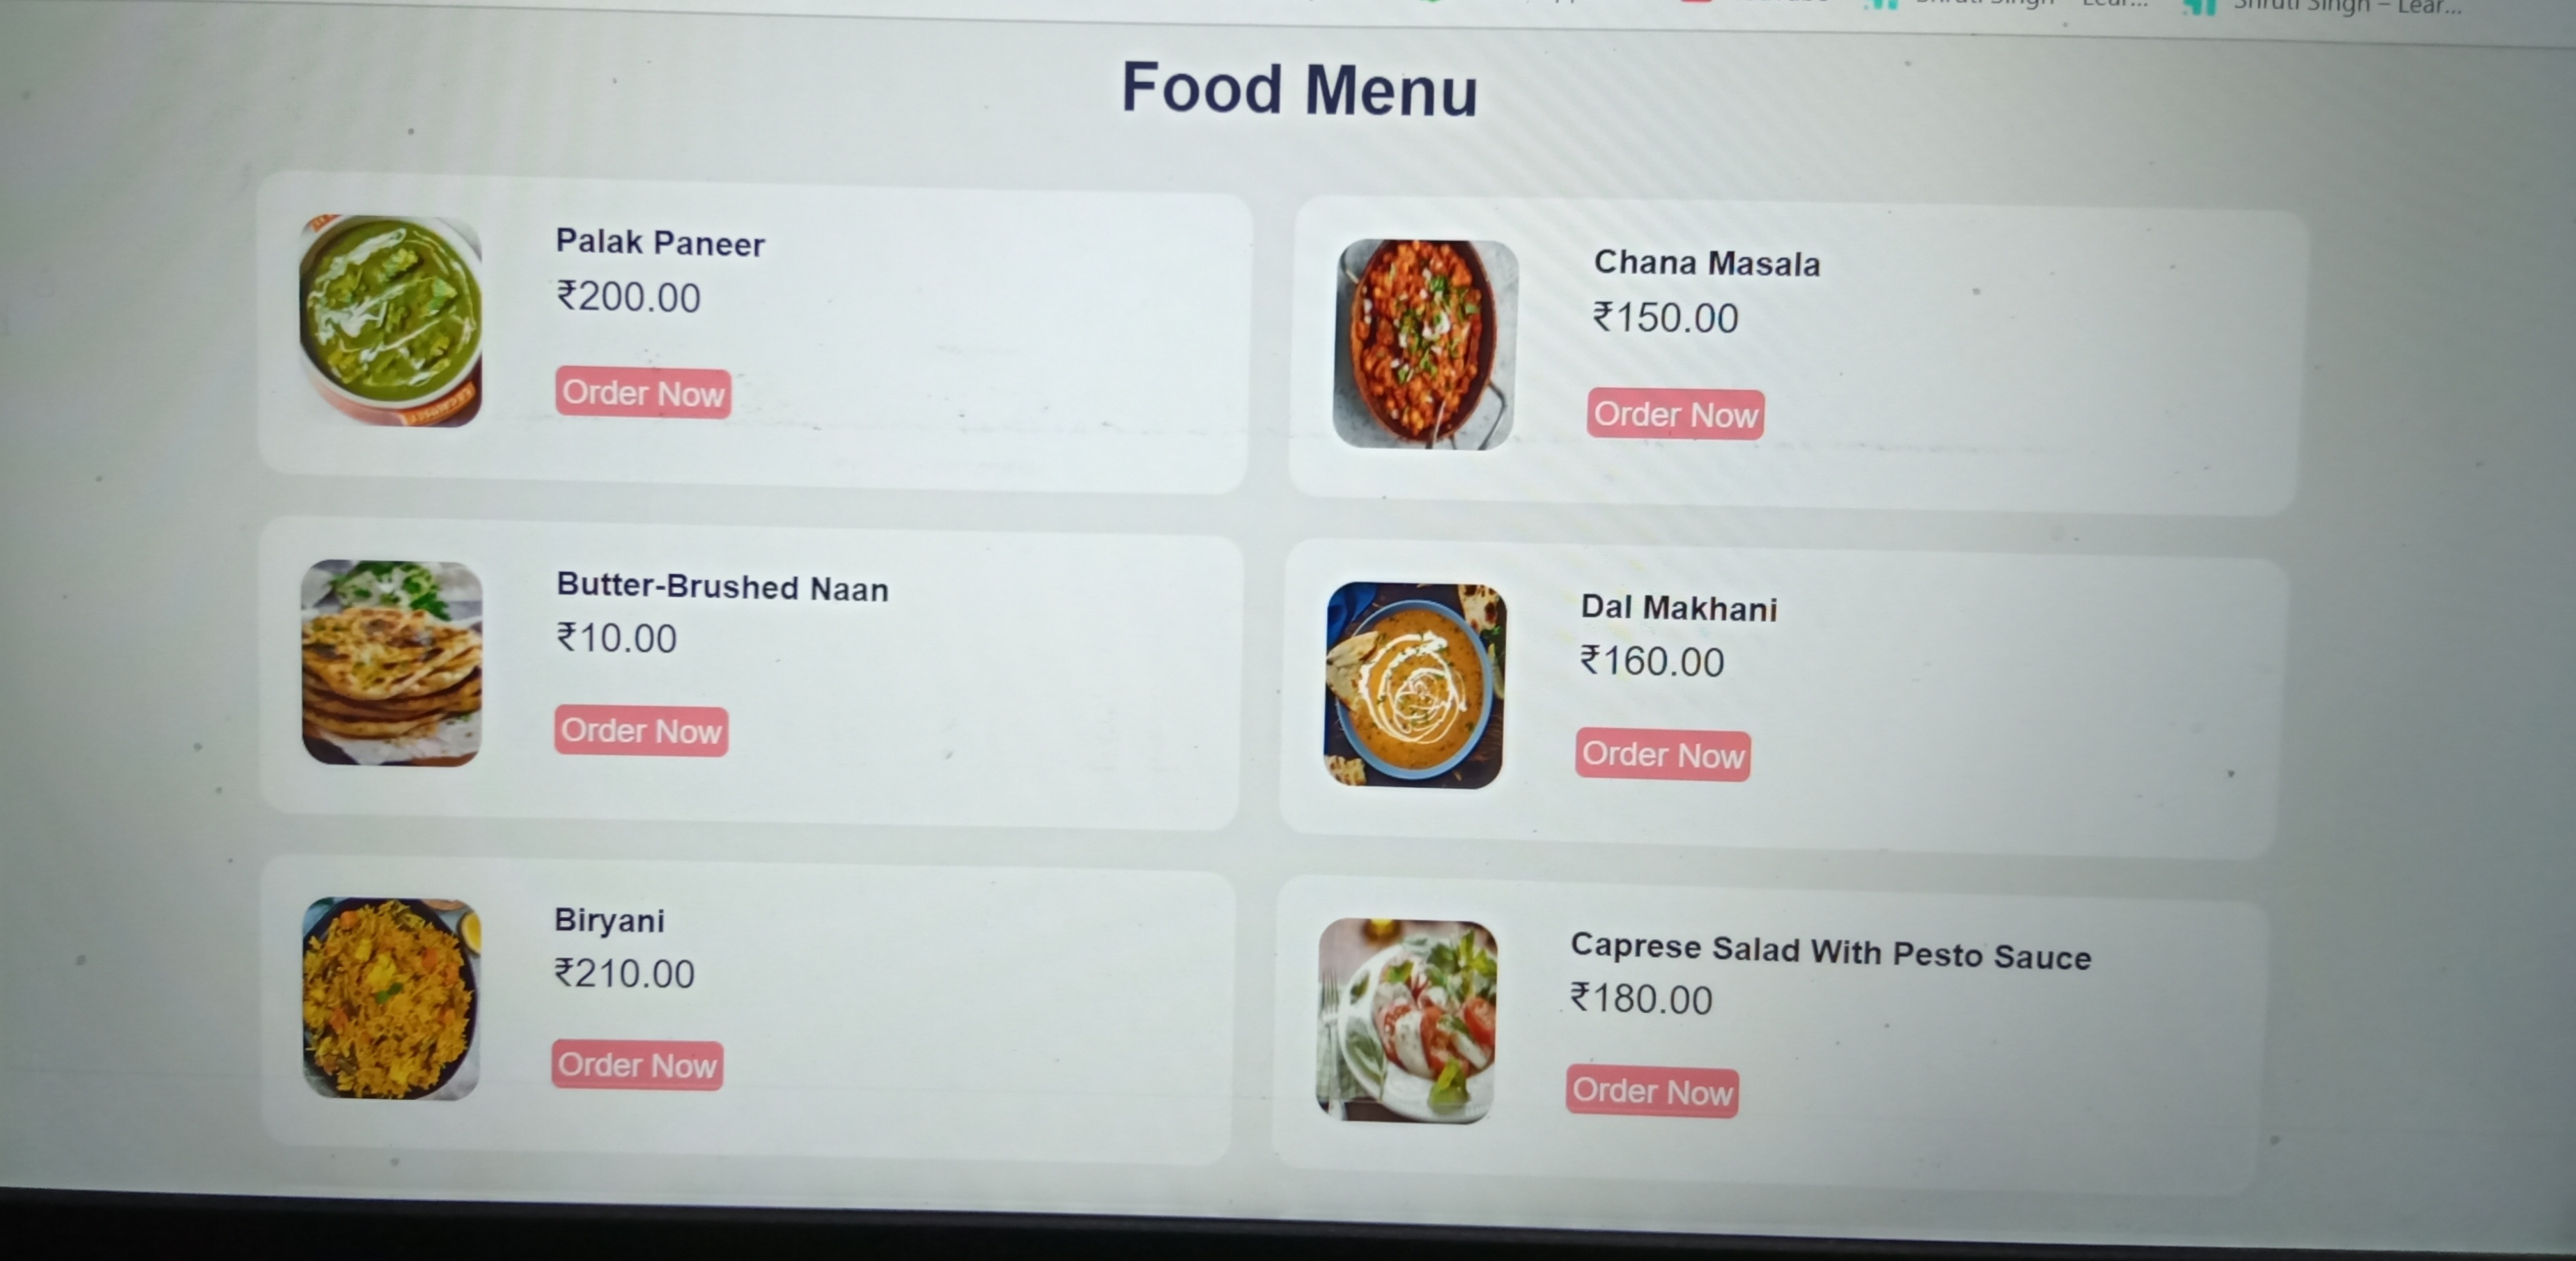 Shruti Singh – Lear...
Shruti Singh – Lear...
Food Menu
Palak Paneer
₹200.00
Order Now
Chana Masala
₹150.00
Order Now
Butter-Brushed Naan
₹10.00
Order Now
Dal Makhani
₹160.00
Order Now
Biryani
₹210.00
Order Now
Caprese Salad With Pesto Sauce
₹180.00
Order Now